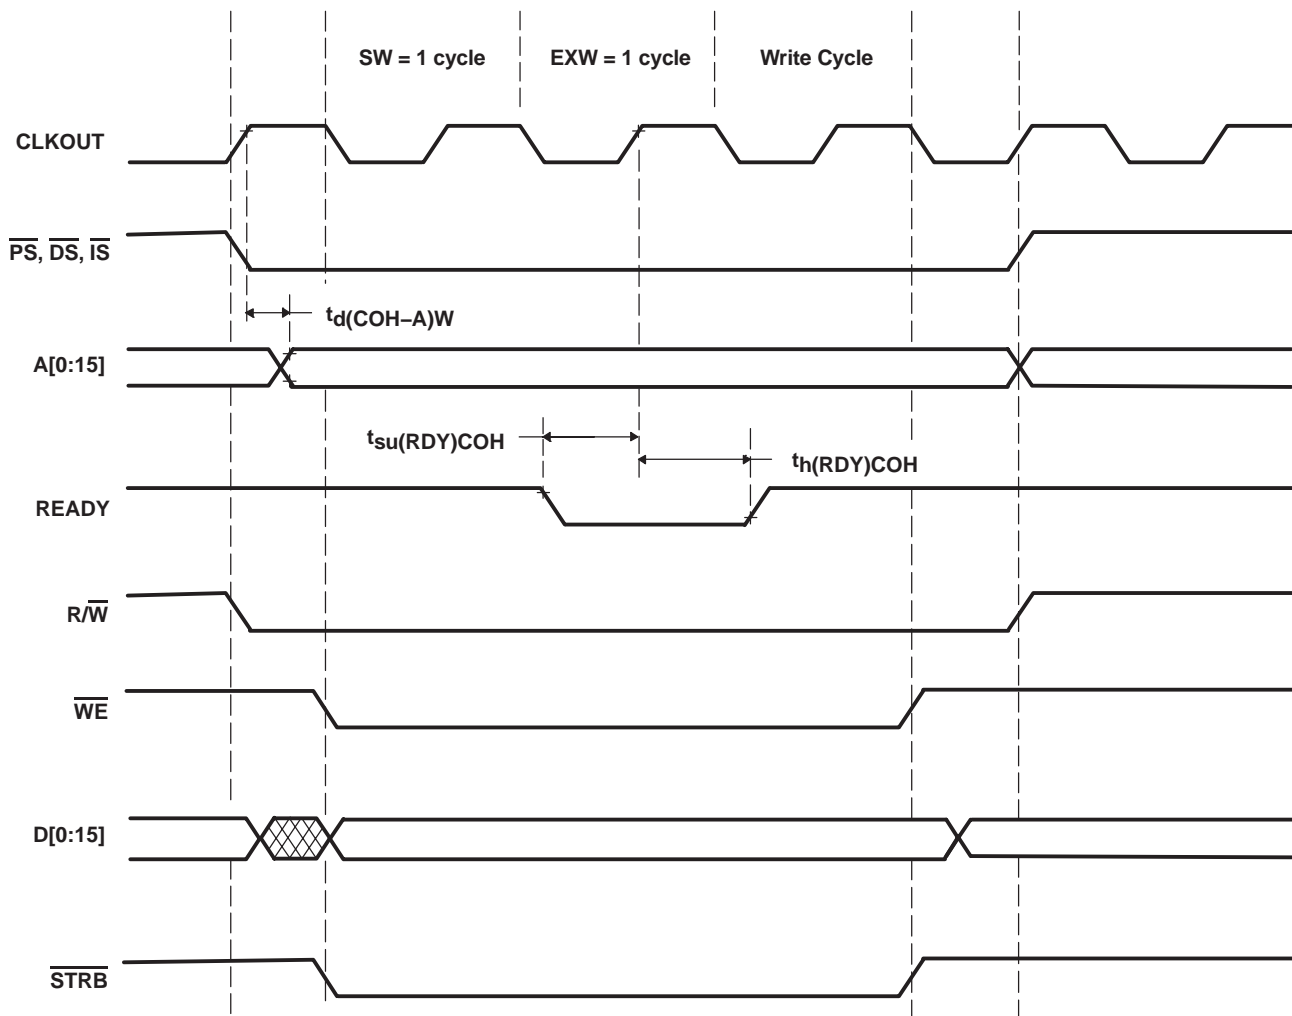 SW = 1 cycle EXW = 1 cycle Write Cycle
CLKOUT
PS, DS, IS
td(COH–A)W
A[0:15]
tsu(RDY)COH
th(RDY)COH
READY
R/W
WE
D[0:15]
STRB